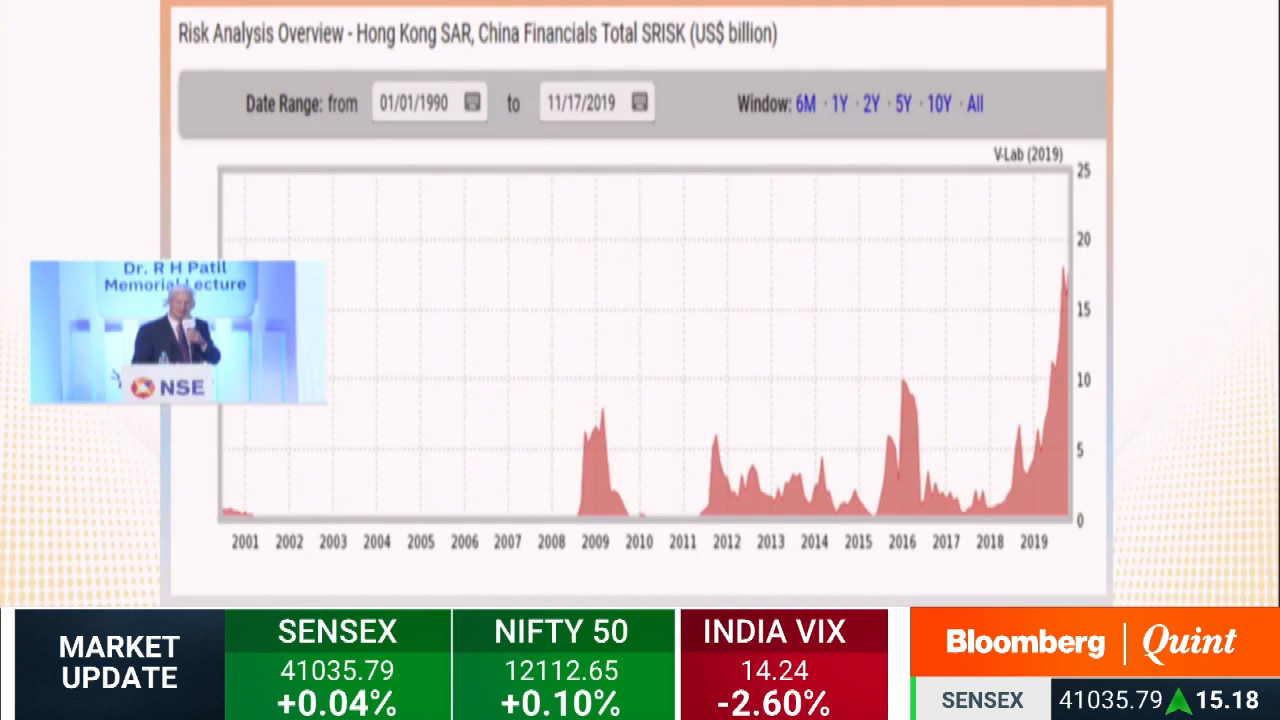 Risk Analysis Overview - Hong Kong SAR, China Financials Total SRISK (US$ billion)
Date Range: from 01/01/1990 to 11/17/2019 Window: 6M · 1Y · 2Y · 5Y · 10Y · All
V-Lab (2019)
25
20
15
10
5
0
2001 2002 2003 2004 2005 2006 2007 2008 2009 2010 2011 2012 2013 2014 2015 2016 2017 2018 2019
Dr. R H Patil
Memorial Lecture
NSE
MARKET
UPDATE
SENSEX
41035.79
+0.04%
NIFTY 50
12112.65
+0.10%
INDIA VIX
14.24
-2.60%
Bloomberg | Quint
SENSEX 41035.79 15.18